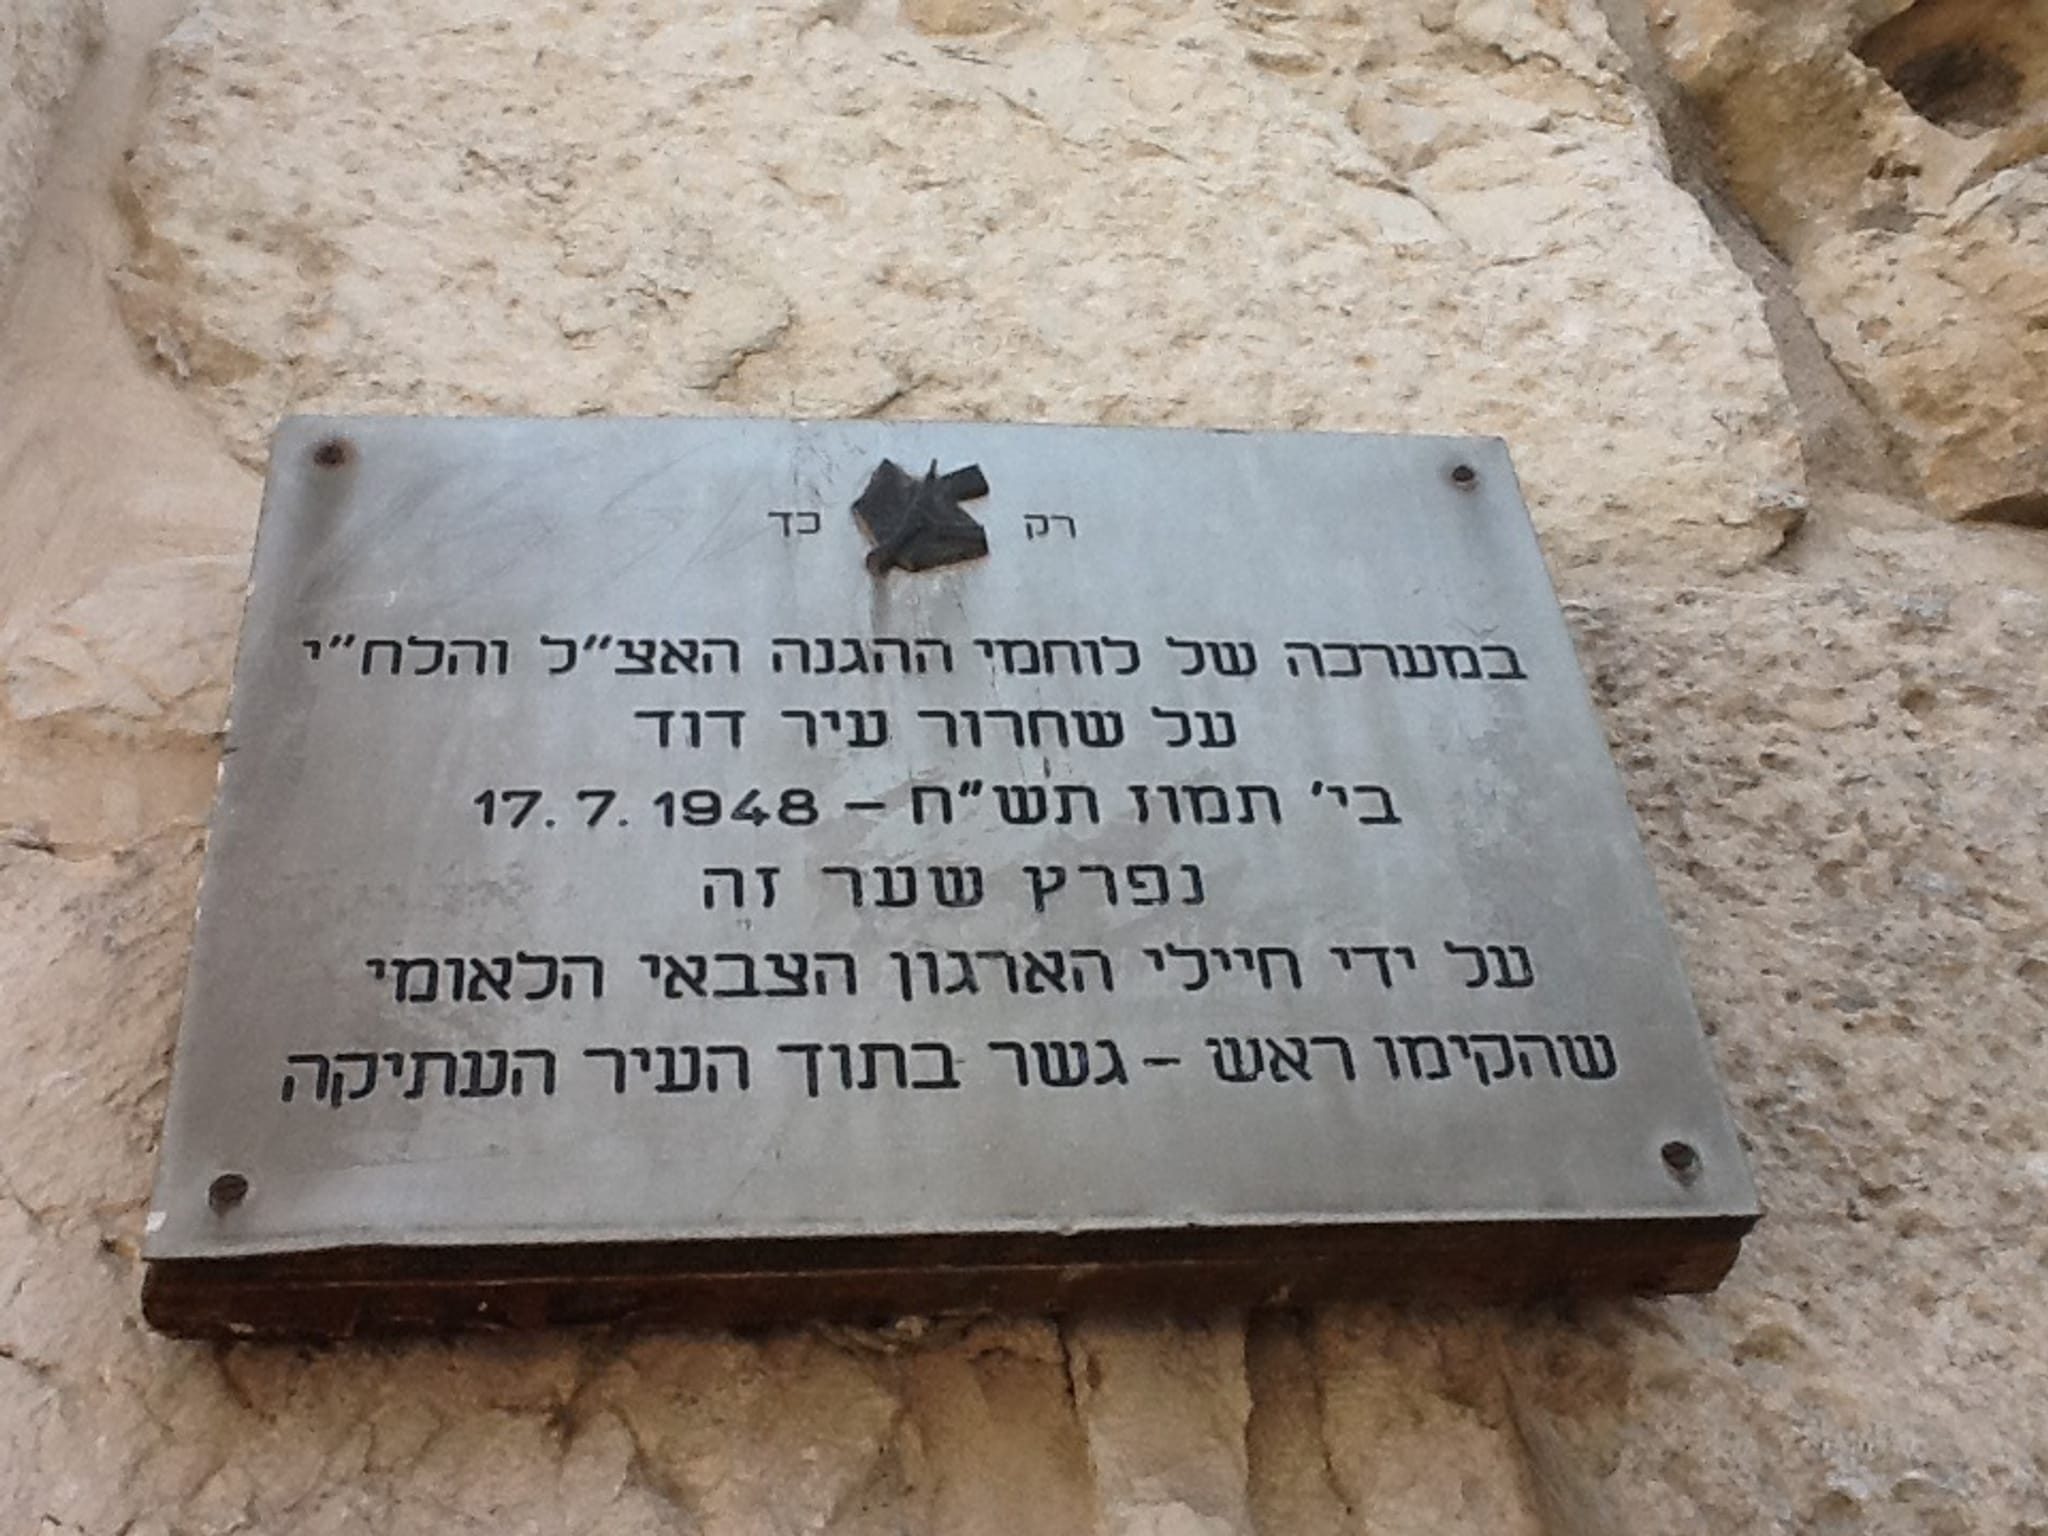 רק כך
במערכה של לוחמי ההגנה האצ״ל והלח״י
על שחרור עיר דוד
בי׳ תמוז תש״ח – 17.7.1948
נפרץ שער זה
על ידי חיילי הארגון הצבאי הלאומי
שהקימו ראש – גשר בתוך העיר העתיקה